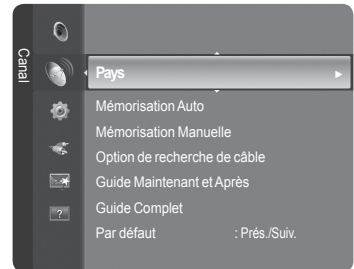 Canal
Pays
Mémorisation Auto
Mémorisation Manuelle
Option de recherche de câble
Guide Maintenant et Après
Guide Complet
Par défaut : Prés./Suiv.
?